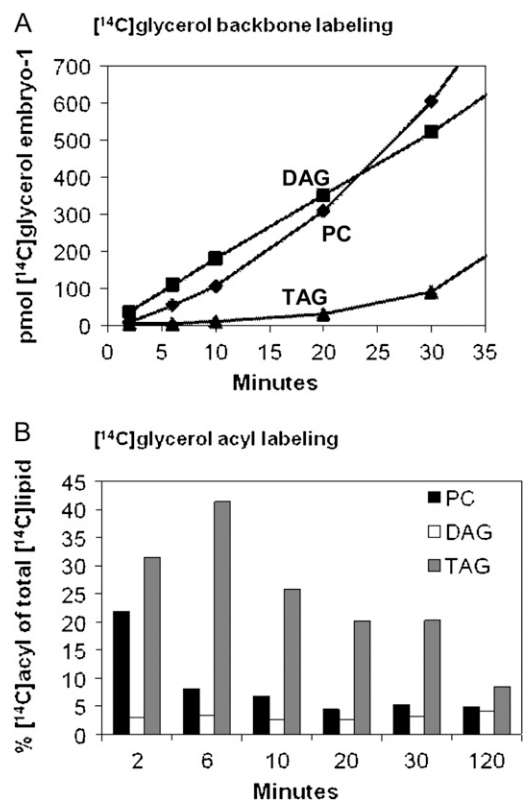 A
[¹⁴C]glycerol backbone labeling
pmol [¹⁴C]glycerol embryo-1
700
600
500
400
300
200
100
0
DAG
PC
TAG
0 5 10 15 20 25 30 35
Minutes
B
[¹⁴C]glycerol acyl labeling
% [¹⁴C]acyl of total [¹⁴C]lipid
45
40
35
30
25
20
15
10
5
0
PC
DAG
TAG
2 6 10 20 30 120
Minutes